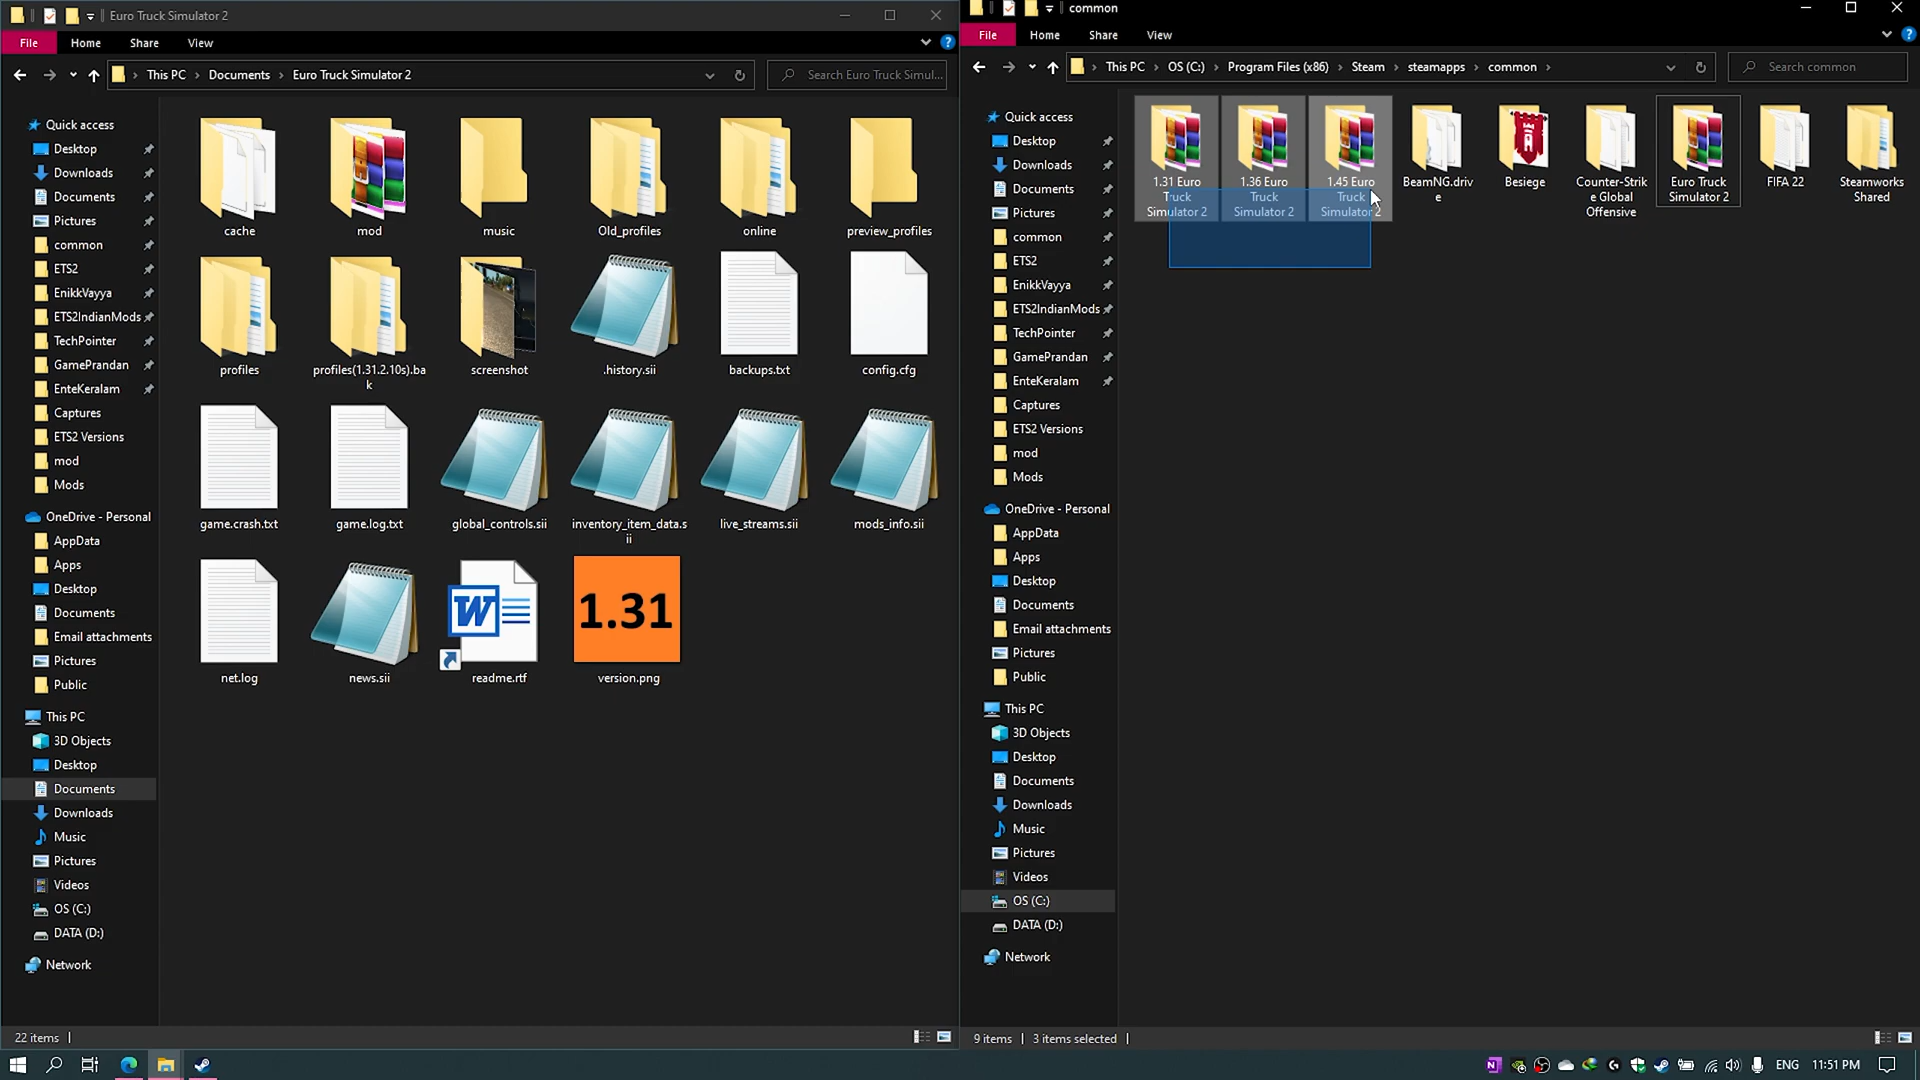 Euro Truck Simulator 2
File
Home
Share
View
This PC
Documents
Euro Truck Simulator 2
Search Euro Truck Simul...
Quick access
Desktop
Downloads
Documents
Pictures
common
ETS2
EnikkVayya
ETS2IndianMods
TechPointer
GamePrandan
EnteKeralam
Captures
ETS2 Versions
mod
Mods
OneDrive - Personal
AppData
Apps
Desktop
Documents
Email attachments
Pictures
Public
This PC
3D Objects
Desktop
Documents
Downloads
Music
Pictures
Videos
OS (C:)
DATA (D:)
Network
cache
mod
music
Old_profiles
online
preview_profiles
profiles
profiles(1.31.2.10s).ba
k
screenshot
.history.sii
backups.txt
config.cfg
game.crash.txt
game.log.txt
global_controls.sii
inventory_item_data.s
ii
live_streams.sii
mods_info.sii
net.log
news.sii
readme.rtf
1.31
version.png
22 items
common
File
Home
Share
View
This PC
OS (C:)
Program Files (x86)
Steam
steamapps
common
Search common
Quick access
Desktop
Downloads
Documents
Pictures
common
ETS2
EnikkVayya
ETS2IndianMods
TechPointer
GamePrandan
EnteKeralam
Captures
ETS2 Versions
mod
Mods
OneDrive - Personal
AppData
Apps
Desktop
Documents
Email attachments
Pictures
Public
This PC
3D Objects
Desktop
Documents
Downloads
Music
Pictures
Videos
OS (C:)
DATA (D:)
Network
1.31 Euro
Truck
Simulator 2
1.36 Euro
Truck
Simulator 2
1.45 Euro
Truck
Simulator 2
BeamNG.driv
e
Besiege
Counter-Strik
e Global
Offensive
Euro Truck
Simulator 2
FIFA 22
Steamworks
Shared
9 items
3 items selected
ENG
11:51 PM